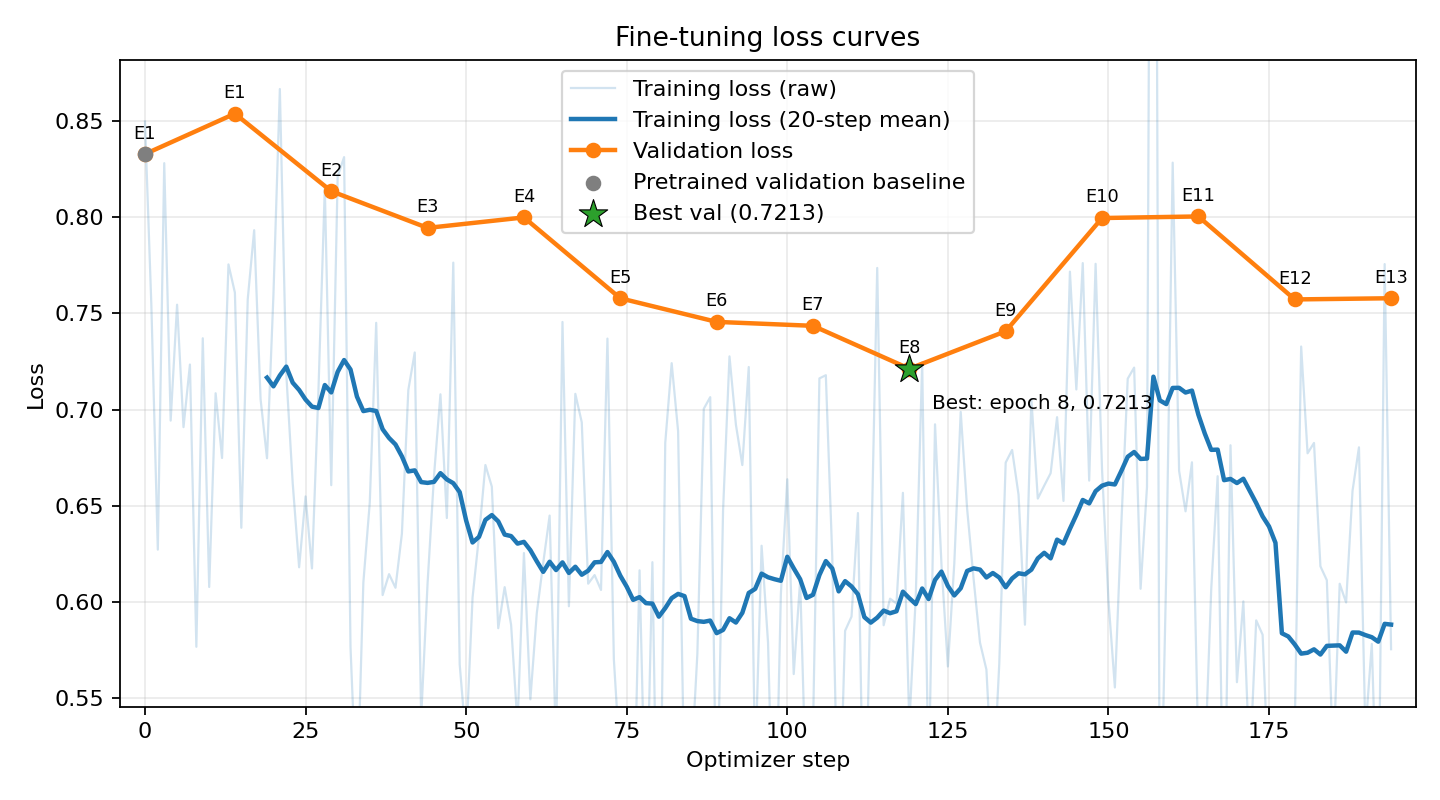 Fine-tuning loss curves
Training loss (raw)
Training loss (20-step mean)
Validation loss
Pretrained validation baseline
Best val (0.7213)
E1
E1
E2
E3
E4
E5
E6
E7
E8
E9
E10
E11
E12
E13
Best: epoch 8, 0.7213
Loss
0.85
0.80
0.75
0.70
0.65
0.60
0.55
0
25
50
75
100
125
150
175
Optimizer step